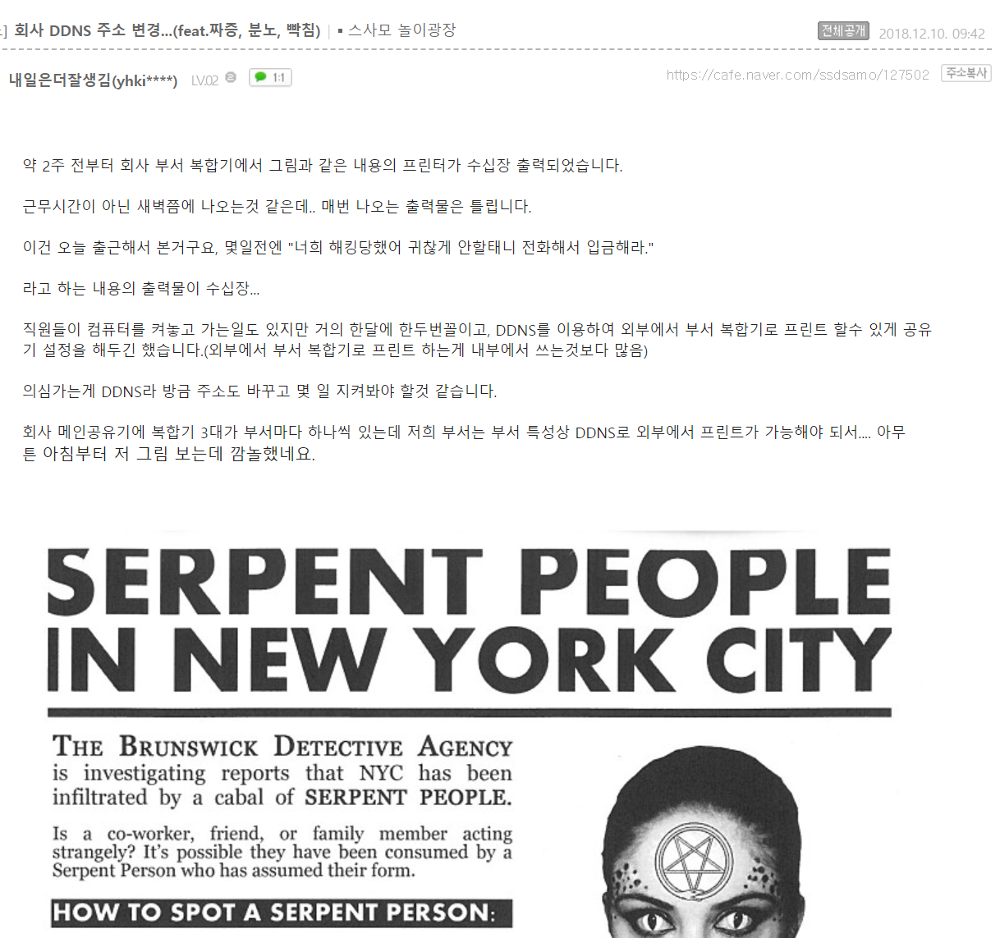 회사 DDNS 주소 변경...(feat.짜증, 분노, 빡침) | ▪ 스사모 놀이광장
전체공개 2018.12.10. 09:42
내일은더잘생김(yhki****) LV.02 1:1
https://cafe.naver.com/ssdsamo/127502 주소복사
약 2주 전부터 회사 부서 복합기에서 그림과 같은 내용의 프린터가 수십장 출력되었습니다.
근무시간이 아닌 새벽쯤에 나오는것 같은데.. 매번 나오는 출력물은 틀립니다.
이건 오늘 출근해서 본거구요, 몇일전엔 "너희 해킹당했어 귀찮게 안할태니 전화해서 입금해라."
라고 하는 내용의 출력물이 수십장...
직원들이 컴퓨터를 켜놓고 가는일도 있지만 거의 한달에 한두번꼴이고, DDNS를 이용하여 외부에서 부서 복합기로 프린트 할수 있게 공유
기 설정을 해두긴 했습니다.(외부에서 부서 복합기로 프린트 하는게 내부에서 쓰는것보다 많음)
의심가는게 DDNS라 방금 주소도 바꾸고 몇 일 지켜봐야 할것 같습니다.
회사 메인공유기에 복합기 3대가 부서마다 하나씩 있는데 저희 부서는 부서 특성상 DDNS로 외부에서 프린트가 가능해야 되서.... 아무
튼 아침부터 저 그림 보는데 깜놀했네요.
SERPENT PEOPLE
IN NEW YORK CITY
THE BRUNSWICK DETECTIVE AGENCY
is investigating reports that NYC has been
infiltrated by a cabal of SERPENT PEOPLE.
Is a co-worker, friend, or family member acting
strangely? It's possible they have been consumed by a
Serpent Person who has assumed their form.
HOW TO SPOT A SERPENT PERSON: